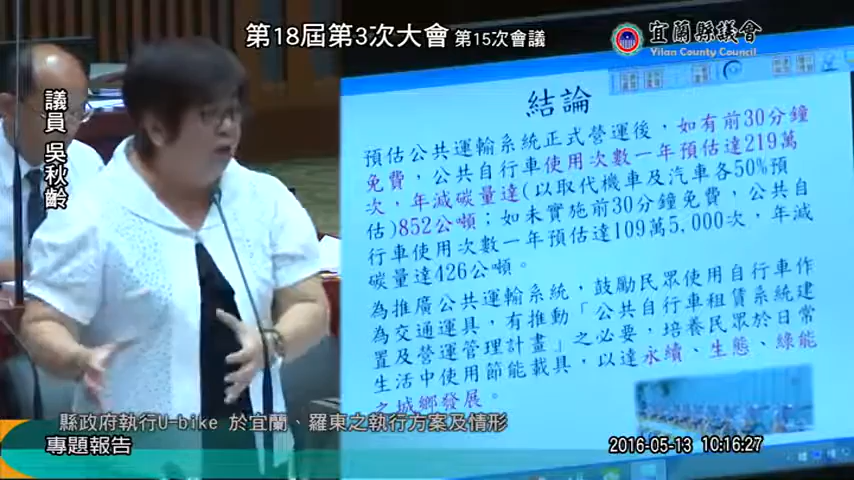 第18屆第3次大會 第15次會議
宜蘭縣議會
Yilan County Council
議員 吳秋齡
結論
預估公共運輸系統正式營運後，如有前30分鐘
免費，公共自行車使用次數一年預估達219萬
次，年減碳量達(以取代機車及汽車各50%預
估)852公噸；如未實施前30分鐘免費，公共自
行車使用次數一年預估達109萬5,000次，年減
碳量達426公噸。
為推廣公共運輸系統，鼓勵民眾使用自行車作
為交通運具，有推動「公共自行車租賃系統建
置及營運管理計畫」之必要，培養民眾於日常
生活中使用節能載具，以達永續、生態、綠能
之城鄉發展。
縣政府執行U-bike 於宜蘭、羅東之執行方案及情形
專題報告
2016-05-13 10:16:27